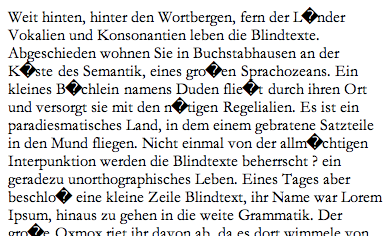 Weit hinten, hinter den Wortbergen, fern der L�nder
Vokalien und Konsonantien leben die Blindtexte.
Abgeschieden wohnen Sie in Buchstabhausen an der
K�ste des Semantik, eines gro�en Sprachozeans. Ein
kleines B�chlein namens Duden flie�t durch ihren Ort
und versorgt sie mit den n�tigen Regelialien. Es ist ein
paradiesmatisches Land, in dem einem gebratene Satzteile
in den Mund fliegen. Nicht einmal von der allm�chtigen
Interpunktion werden die Blindtexte beherrscht ? ein
geradezu unorthographisches Leben. Eines Tages aber
beschlo� eine kleine Zeile Blindtext, ihr Name war Lorem
Ipsum, hinaus zu gehen in die weite Grammatik. Der
gro�e Oxmox riet ihr davon ab, da es dort wimmele von